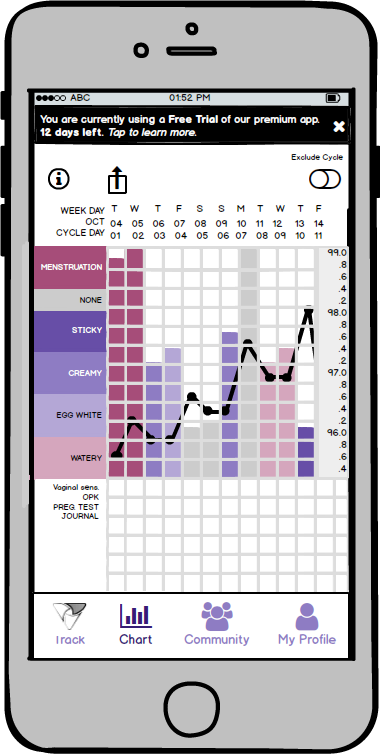 ABC 01:52 PM
You are currently using a Free Trial of our premium app.
12 days left. Tap to learn more.
Exclude Cycle
WEEK DAY T W T F S S M T W T F
OCT 04 05 06 07 08 09 10 11 12 13 14
CYCLE DAY 01 02 03 04 05 06 07 08 09 10 11
MENSTRUATION
NONE
STICKY
CREAMY
EGG WHITE
WATERY
99.0
.8
.6
.4
.2
98.0
.8
.6
.4
.2
97.0
.8
.6
.4
.2
96.0
.8
.6
.4
Vaginal sens.
OPK
PREG. TEST
JOURNAL
Track Chart Community My Profile